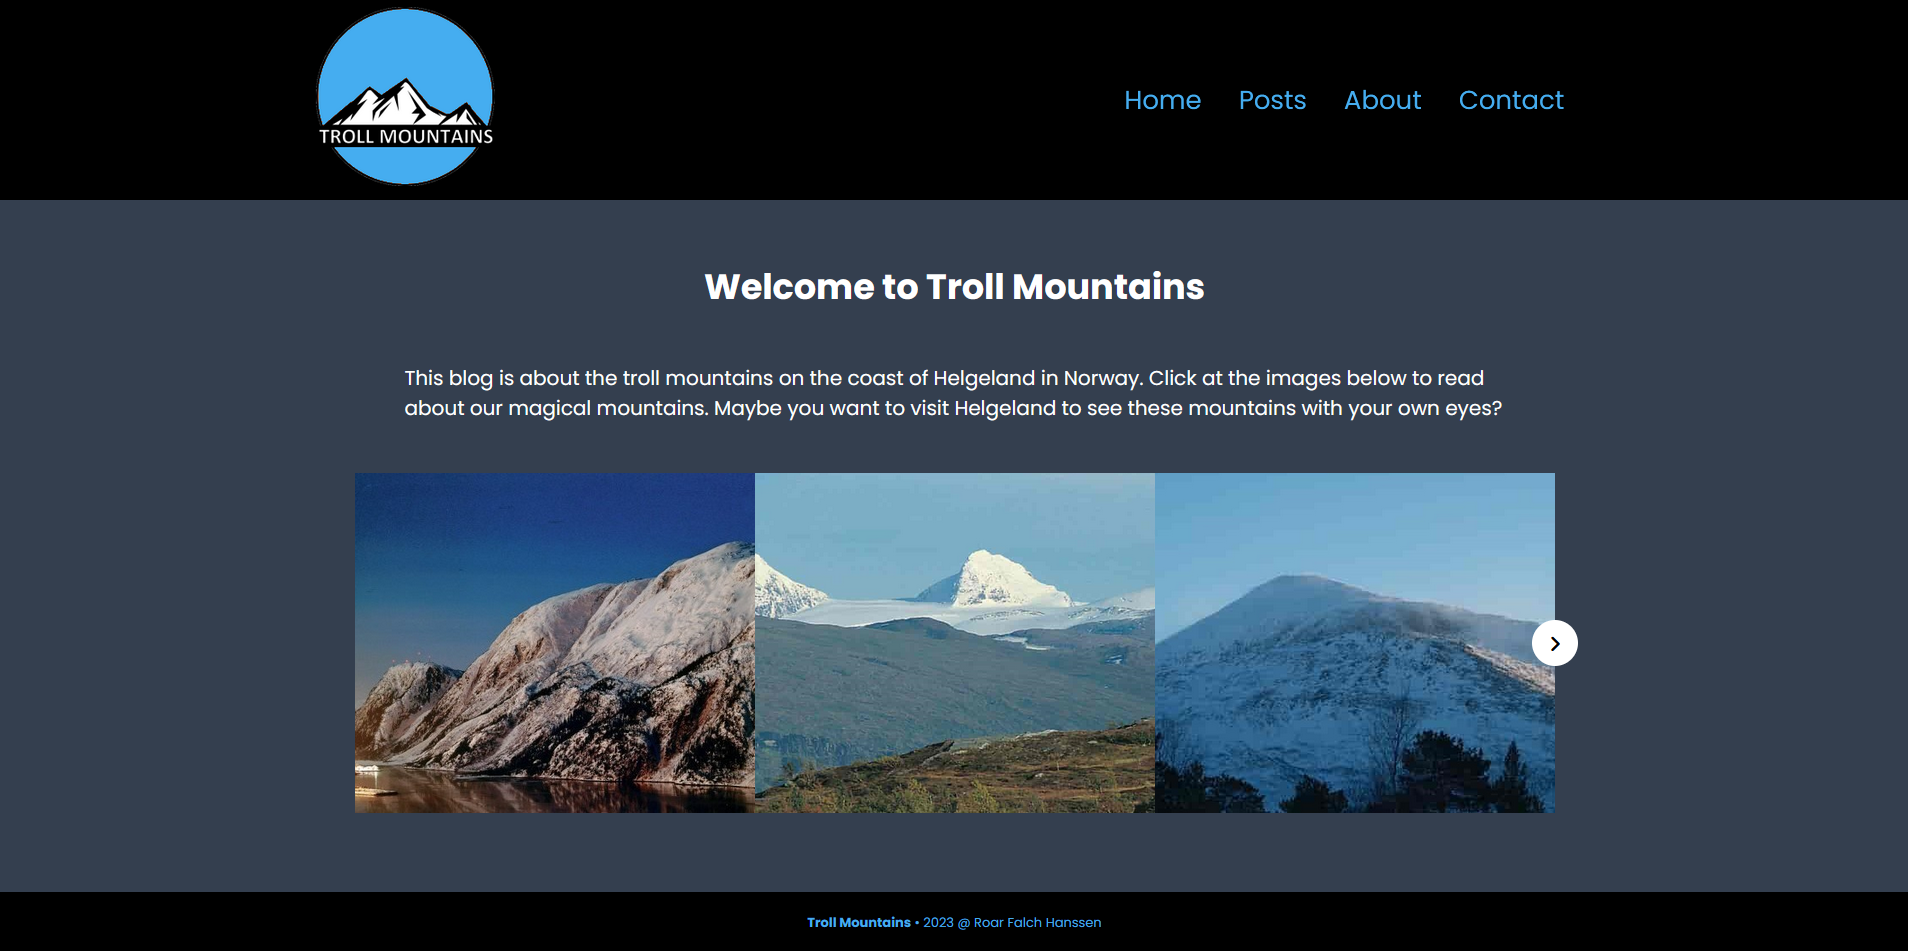 TROLL MOUNTAINS
Home Posts About Contact
Welcome to Troll Mountains
This blog is about the troll mountains on the coast of Helgeland in Norway. Click at the images below to read
about our magical mountains. Maybe you want to visit Helgeland to see these mountains with your own eyes?
Troll Mountains • 2023 @ Roar Falch Hanssen